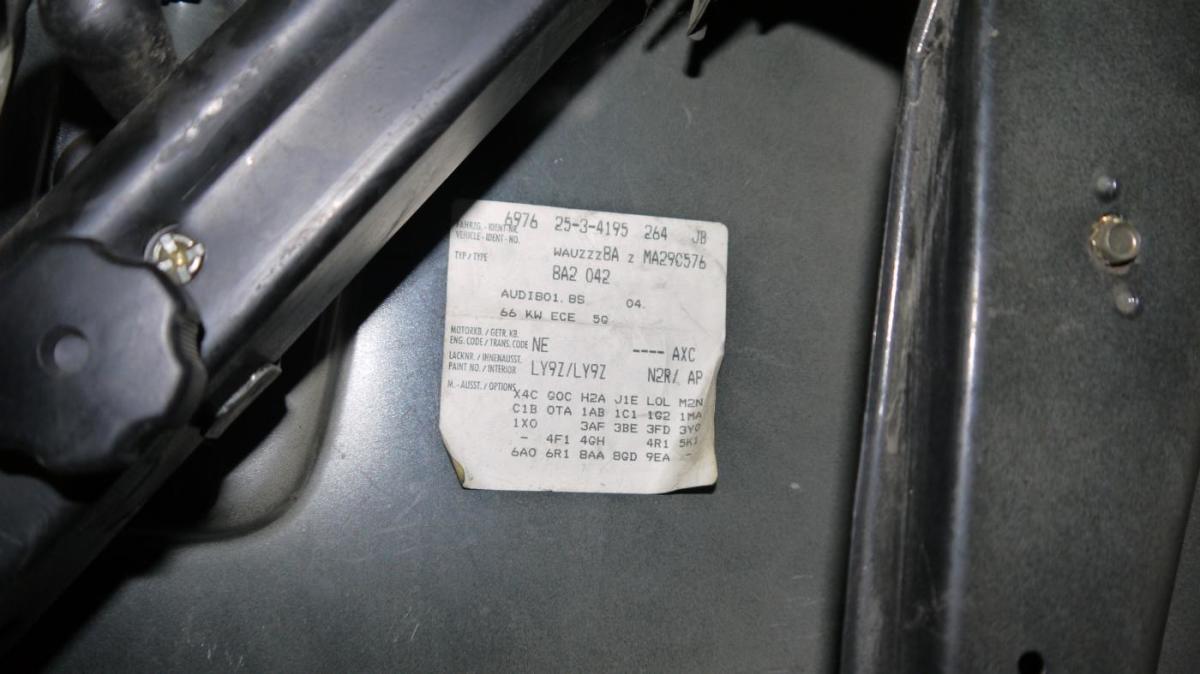 6976 25-3-4195 264 JB
FAHRZG.-IDENT-NR.
VEHICLE-IDENT-NO. WAUZZZ8A Z MA290576
TYP / TYPE 8A2 042
AUDI801.8S 04.
66 KW ECE 5G
MOTORKB. / GETR. KB.
ENG. CODE / TRANS. CODE NE ---- AXC
LACKNR. / INNENAUSST.
PAINT NO. / INTERIOR LY9Z/LY9Z N2R/ AP
M.-AUSST. / OPTIONS
X4C G0C H2A J1E L0L M2N
C1B 0TA 1AB 1C1 1G2 1MA
1X0 3AF 3BE 3FD 3Y0
- 4F1 4GH 4R1 5K1
6A0 6R1 8AA 8GD 9EA -